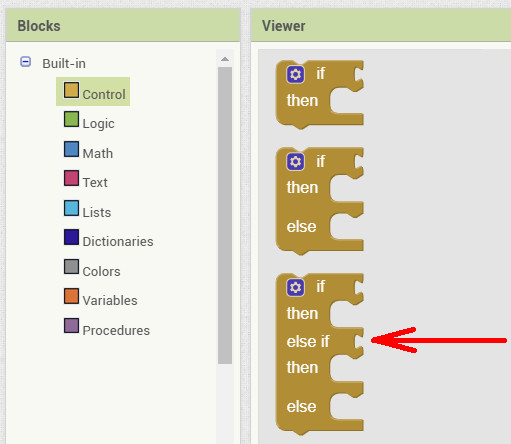 Blocks
Built-in
Control
Logic
Math
Text
Lists
Dictionaries
Colors
Variables
Procedures
Viewer
if
then
if
then
else
if
then
else if
then
else